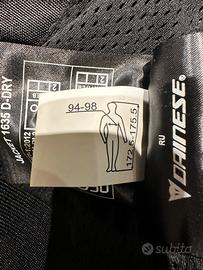 JACKET 1635 D-DRY
94-98
172.5-175.5
RU
DAINESE
subito